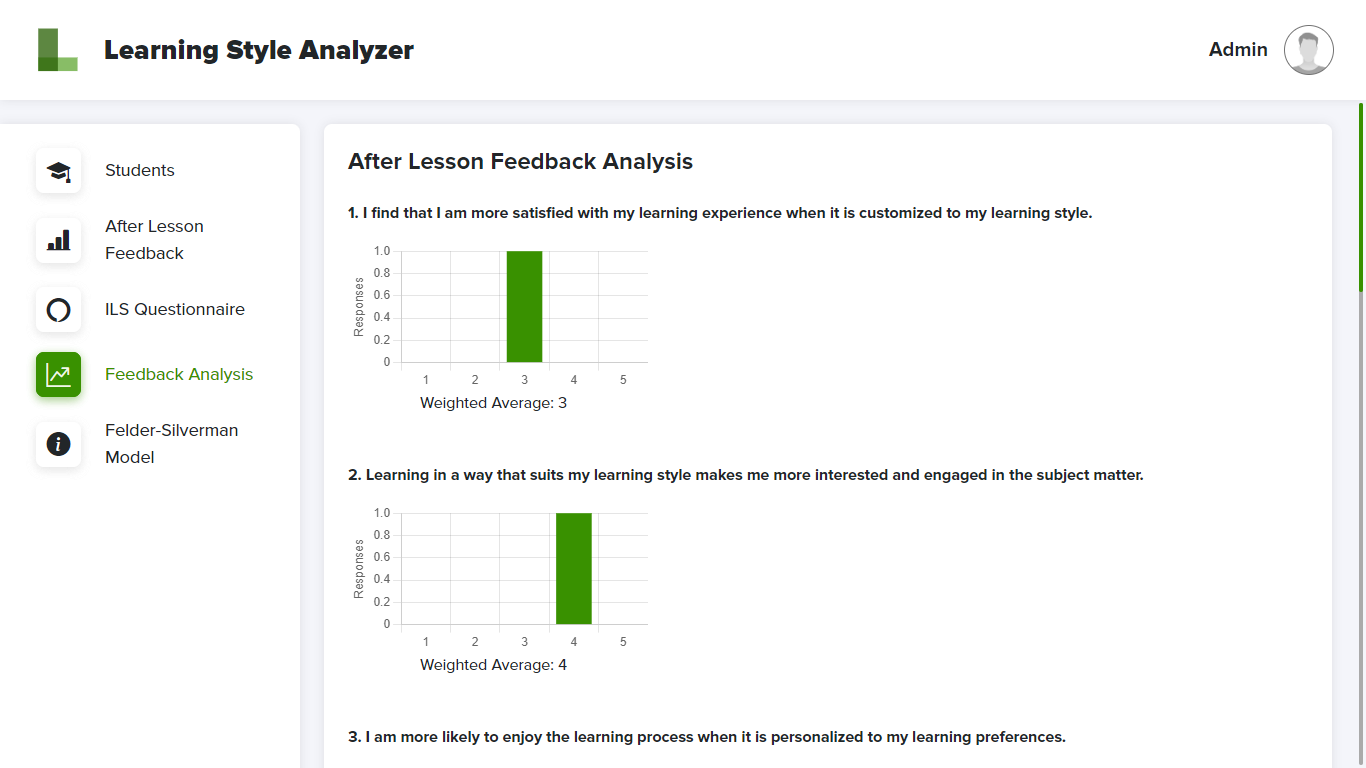 Learning Style Analyzer
Admin
Students
After Lesson
Feedback
ILS Questionnaire
Feedback Analysis
Felder-Silverman
Model
After Lesson Feedback Analysis
1. I find that I am more satisfied with my learning experience when it is customized to my learning style.
1.0
0.8
0.6
0.4
0.2
0
Responses
1 2 3 4 5
Weighted Average: 3
2. Learning in a way that suits my learning style makes me more interested and engaged in the subject matter.
1.0
0.8
0.6
0.4
0.2
0
Responses
1 2 3 4 5
Weighted Average: 4
3. I am more likely to enjoy the learning process when it is personalized to my learning preferences.